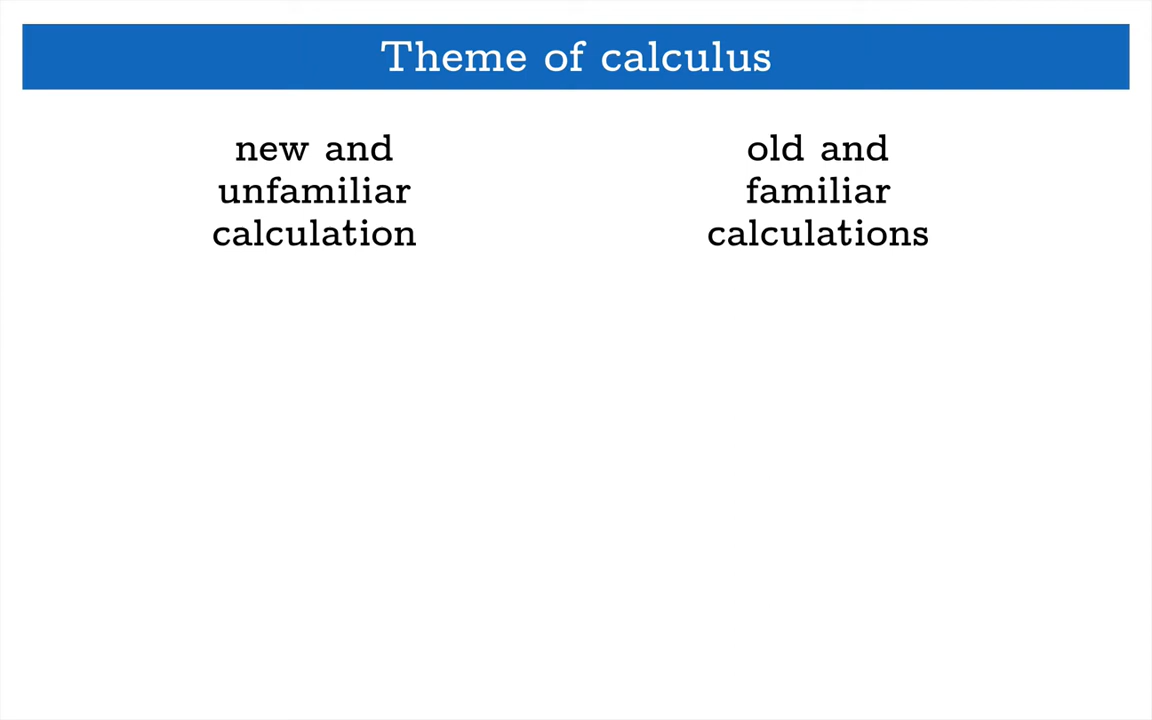 Theme of calculus
new and
unfamiliar
calculation
old and
familiar
calculations